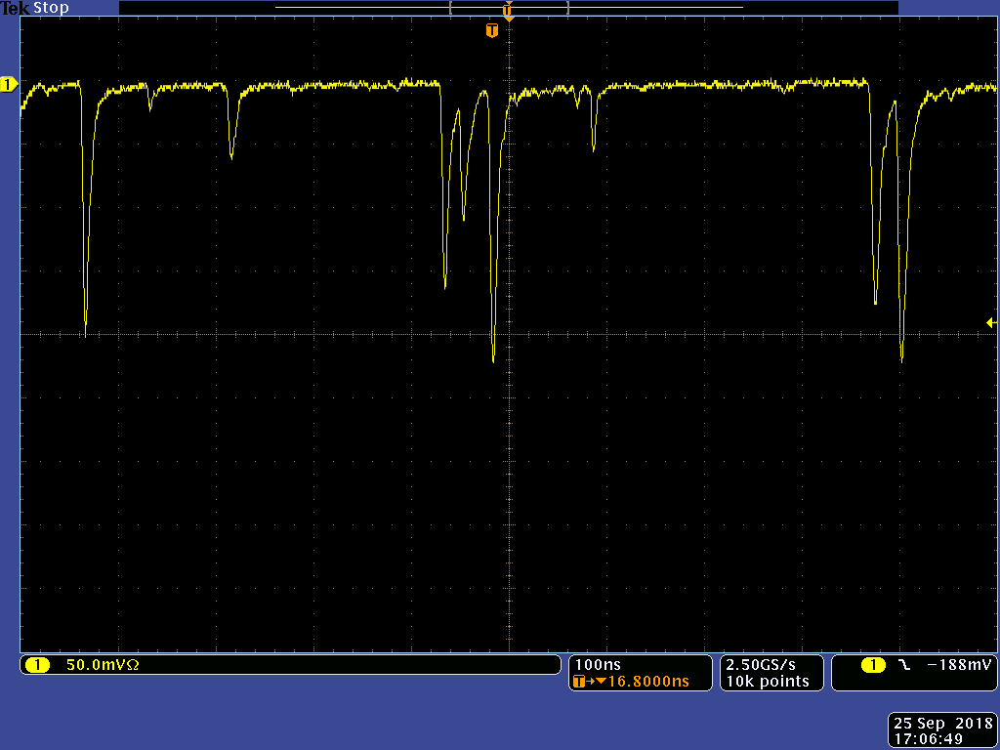 Tek Stop
T
T
1
1 50.0mVΩ
100ns
T→▼16.8000ns
2.50GS/s
10k points
1 ㇂ −188mV
25 Sep 2018
17:06:49